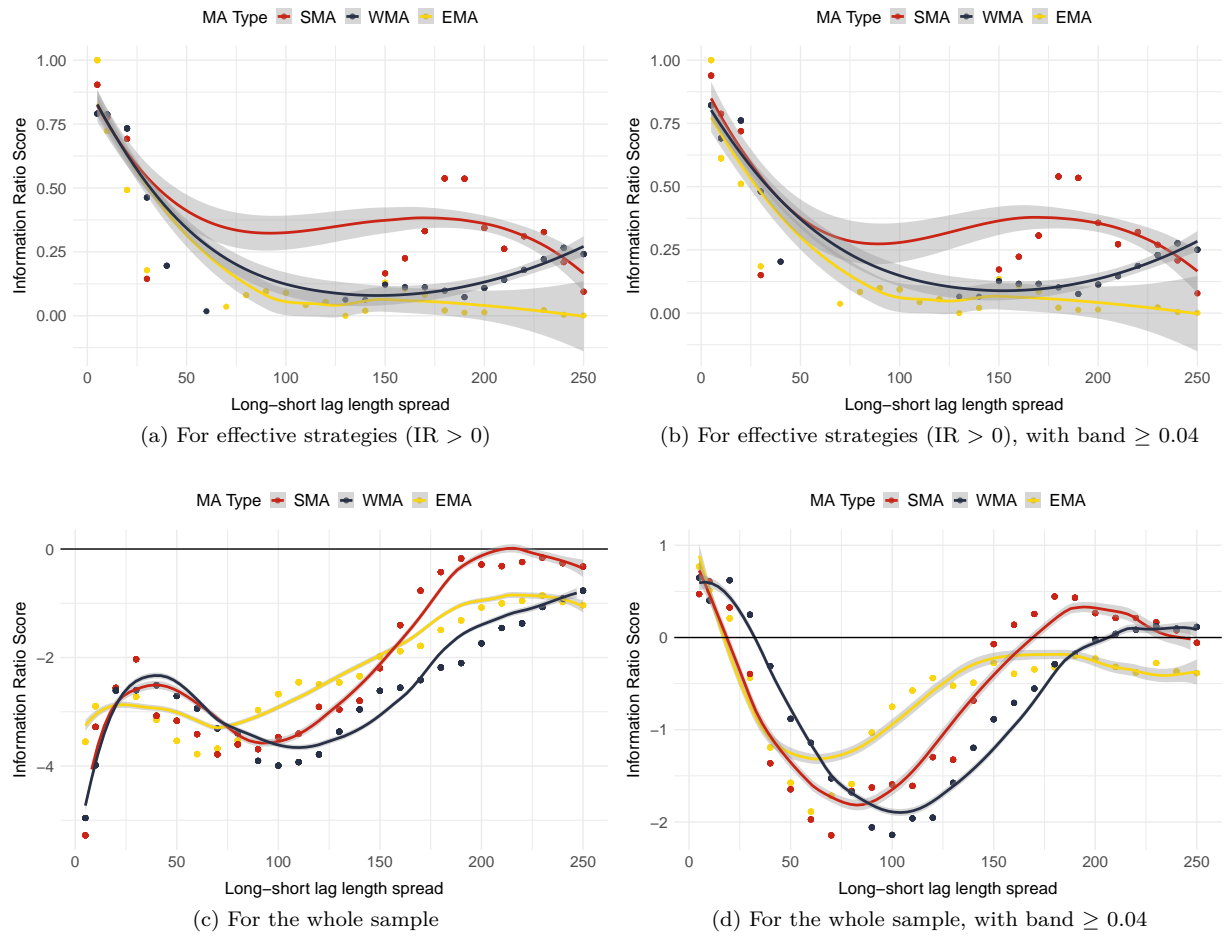 MA Type SMA WMA EMA
1.00
0.75
0.50
0.25
0.00
Information Ratio Score
0 50 100 150 200 250
Long−short lag length spread
(a) For effective strategies (IR > 0)
MA Type SMA WMA EMA
1.00
0.75
0.50
0.25
0.00
Information Ratio Score
0 50 100 150 200 250
Long−short lag length spread
(b) For effective strategies (IR > 0), with band ≥ 0.04
MA Type SMA WMA EMA
0
−2
−4
Information Ratio Score
0 50 100 150 200 250
Long−short lag length spread
(c) For the whole sample
MA Type SMA WMA EMA
1
0
−1
−2
Information Ratio Score
0 50 100 150 200 250
Long−short lag length spread
(d) For the whole sample, with band ≥ 0.04